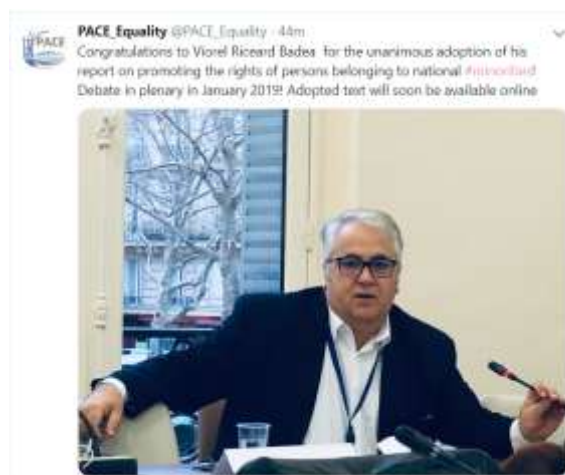 PACE
PACE_Equality @PACE_Equality · 44m
Congratulations to Viorel Riceard Badea for the unanimous adoption of his
report on promoting the rights of persons belonging to national
Debate in plenary in January 2019! Adopted text will soon be available online